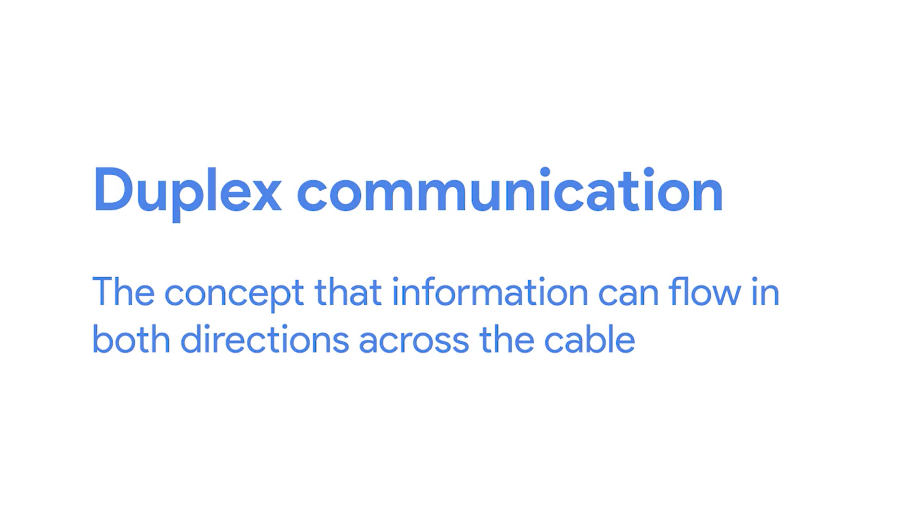 Duplex communication
The concept that information can flow in
both directions across the cable